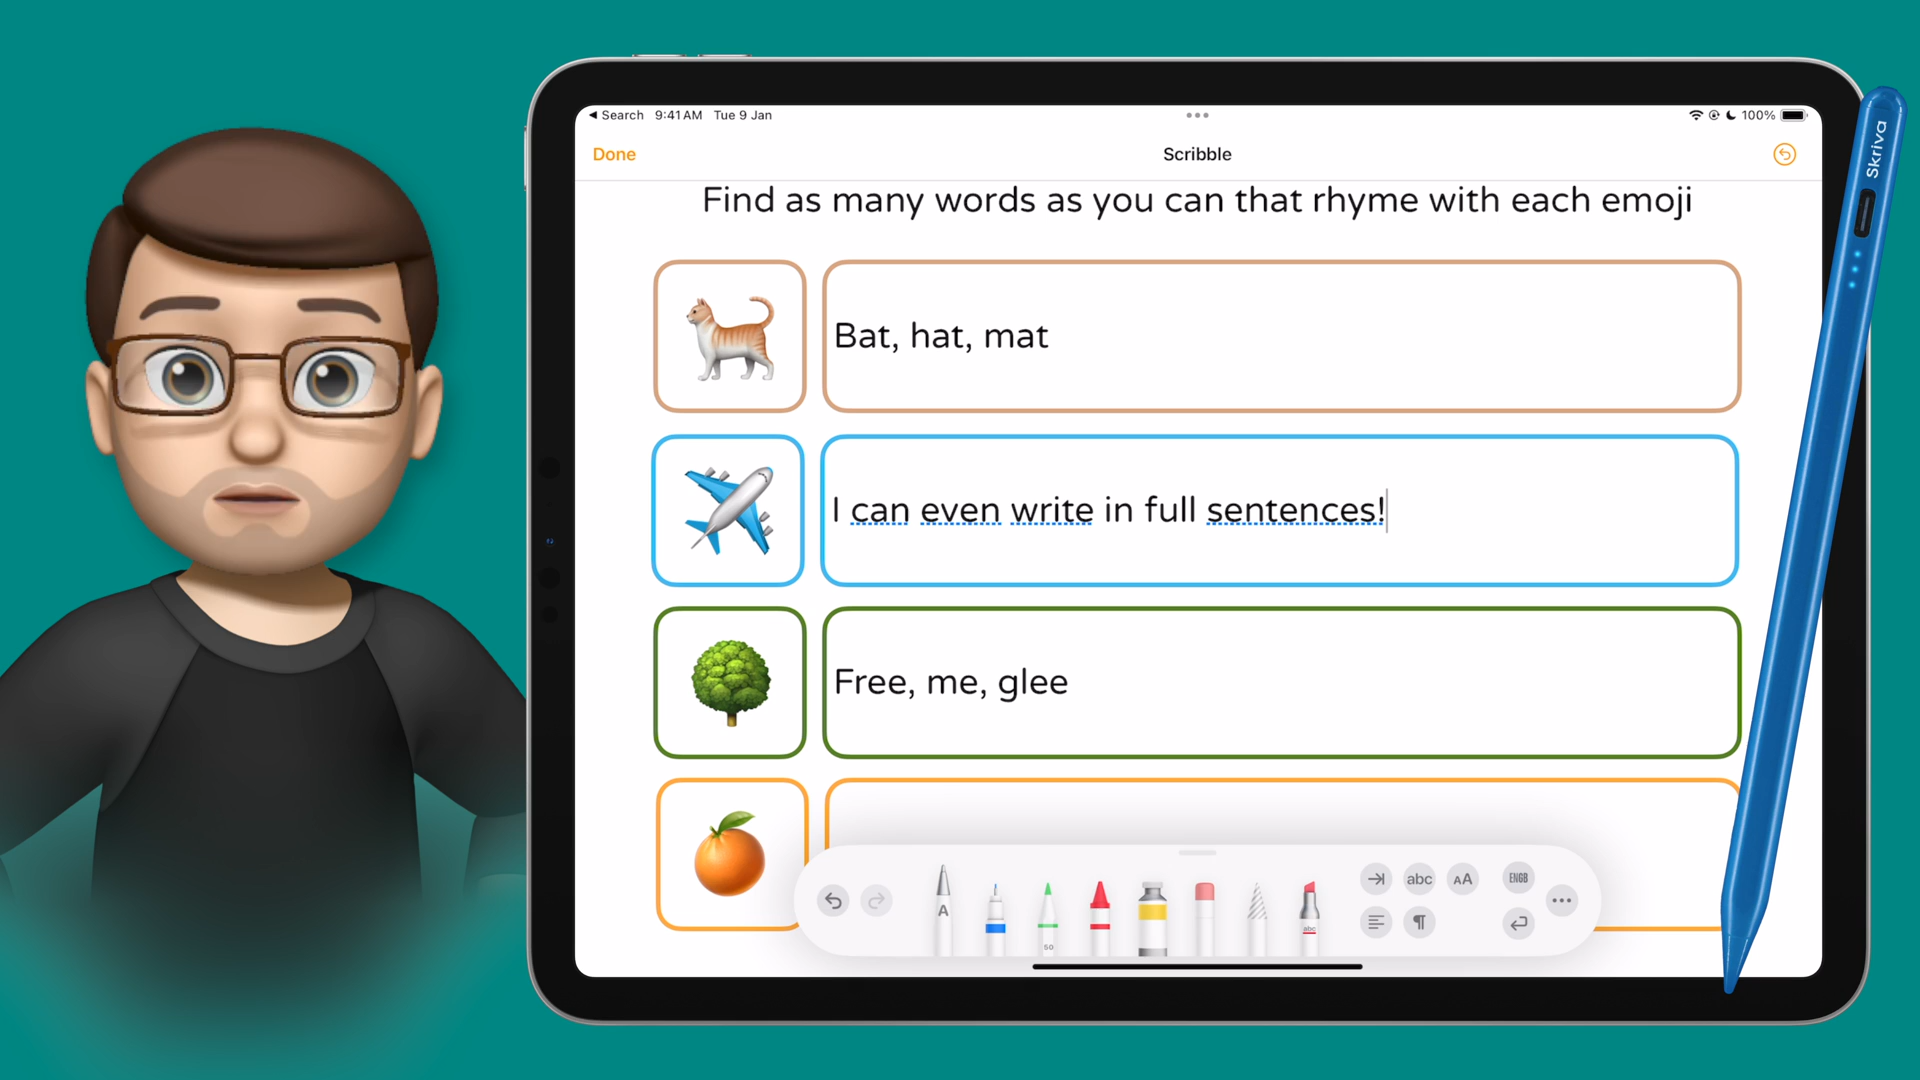 Search 9:41 AM Tue 9 Jan 100%
Done Scribble
Find as many words as you can that rhyme with each emoji
Bat, hat, mat
I can even write in full sentences!
Free, me, glee
A 50 abc abc AA ENGB
Skriva